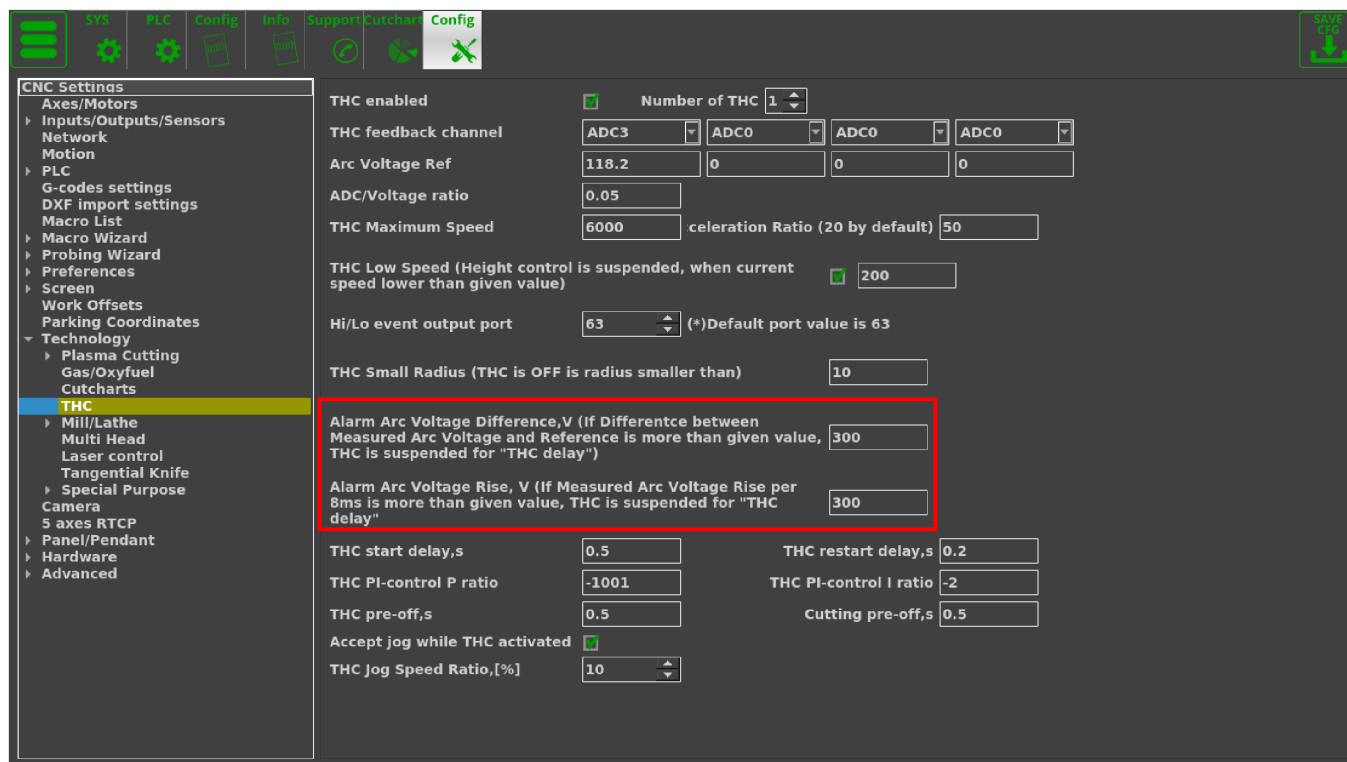 SYS PLC Config Info Support Cutchart Config
SAVE
CFG
CNC Settings
Axes/Motors
Inputs/Outputs/Sensors
Network
Motion
PLC
G-codes settings
DXF import settings
Macro List
Macro Wizard
Probing Wizard
Preferences
Screen
Work Offsets
Parking Coordinates
Technology
Plasma Cutting
Gas/Oxyfuel
Cutcharts
THC
Mill/Lathe
Multi Head
Laser control
Tangential Knife
Special Purpose
Camera
5 axes RTCP
Panel/Pendant
Hardware
Advanced
THC enabled Number of THC 1
THC feedback channel ADC3 ADC0 ADC0 ADC0
Arc Voltage Ref 118.2 0 0 0
ADC/Voltage ratio 0.05
THC Maximum Speed 6000 celeration Ratio (20 by default) 50
THC Low Speed (Height control is suspended, when current
speed lower than given value) 200
Hi/Lo event output port 63 (*)Default port value is 63
THC Small Radius (THC is OFF is radius smaller than) 10
Alarm Arc Voltage Difference,V (If Differentce between
Measured Arc Voltage and Reference is more than given value, 300
THC is suspended for "THC delay")
Alarm Arc Voltage Rise, V (If Measured Arc Voltage Rise per
8ms is more than given value, THC is suspended for "THC 300
delay"
THC start delay,s 0.5 THC restart delay,s 0.2
THC PI-control P ratio -1001 THC PI-control I ratio -2
THC pre-off,s 0.5 Cutting pre-off,s 0.5
Accept jog while THC activated
THC Jog Speed Ratio,[%] 10